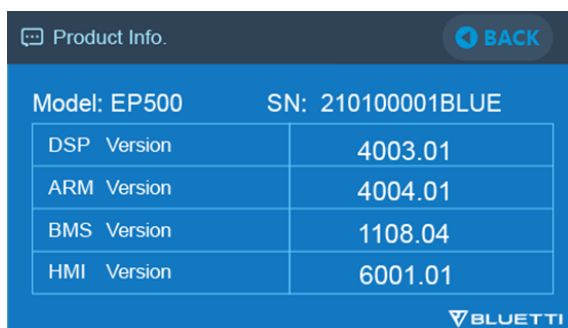 Product Info. BACK
Model: EP500 SN: 210100001BLUE
DSP Version 4003.01
ARM Version 4004.01
BMS Version 1108.04
HMI Version 6001.01
BLUETTI